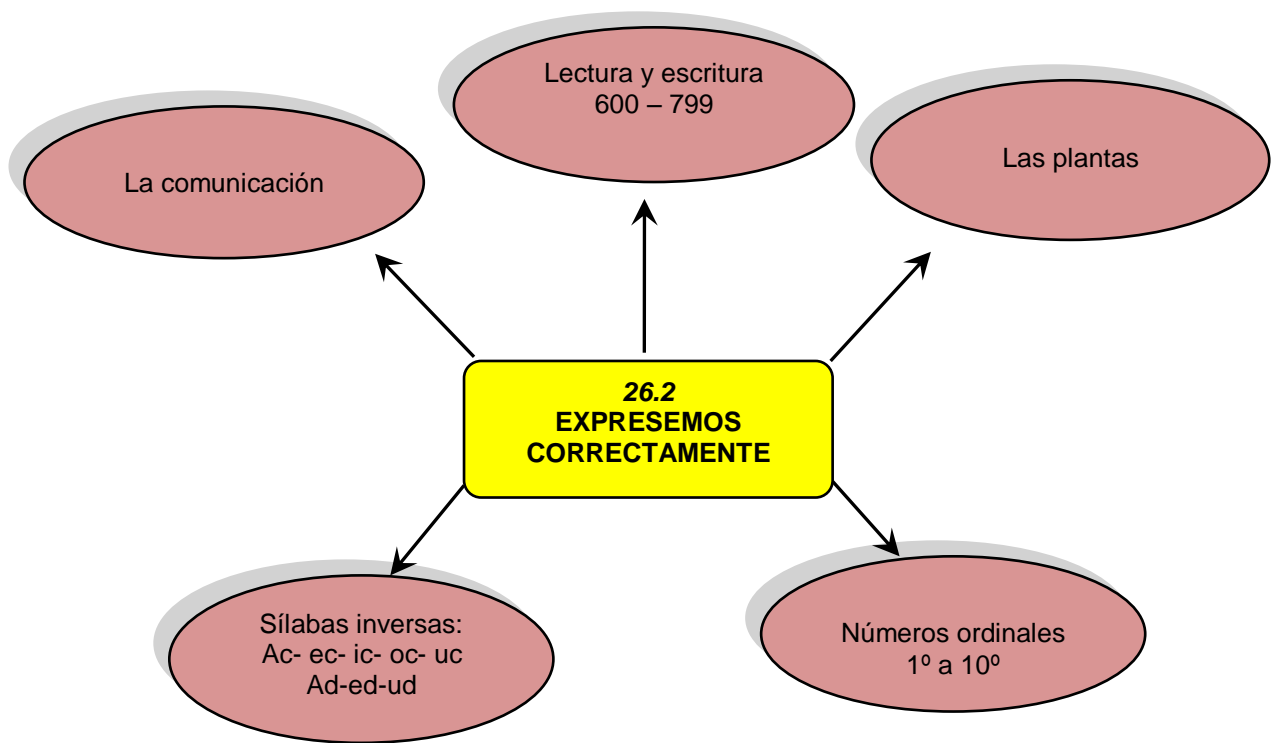 Lectura y escritura
600 – 799
La comunicación
Las plantas
26.2
EXPRESEMOS
CORRECTAMENTE
Sílabas inversas:
Ac- ec- ic- oc- uc
Ad-ed-ud
Números ordinales
1º a 10º